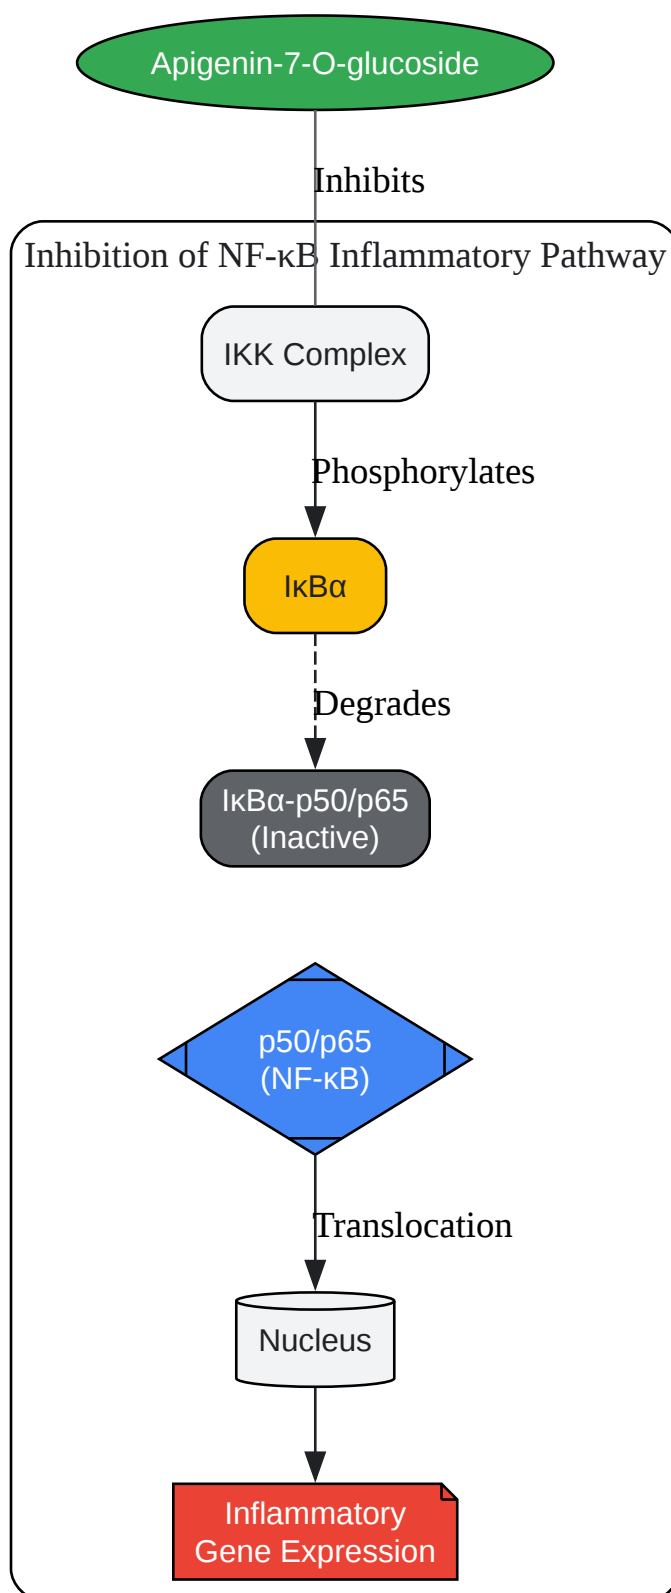 Apigenin-7-O-glucoside
Inhibits
Inhibition of NF-κB Inflammatory Pathway
IKK Complex
Phosphorylates
IκBα
Degrades
IκBα-p50/p65
(Inactive)
p50/p65
(NF-κB)
Translocation
Nucleus
Inflammatory
Gene Expression